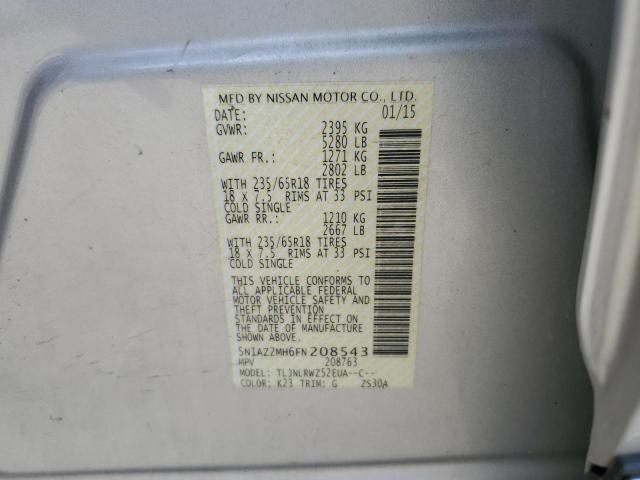 MFD BY NISSAN MOTOR CO., LTD.
DATE: 01/15
GVWR: 2395 KG
5280 LB
GAWR FR.: 1271 KG
2802 LB
WITH 235/65R18 TIRES
18 X 7.5 RIMS AT 33 PSI
COLD SINGLE
GAWR RR.: 1210 KG
2667 LB
WITH 235/65R18 TIRES
18 X 7.5 RIMS AT 33 PSI
COLD SINGLE
THIS VEHICLE CONFORMS TO
ALL APPLICABLE FEDERAL
MOTOR VEHICLE SAFETY AND
THEFT PREVENTION
STANDARDS IN EFFECT ON
THE DATE OF MANUFACTURE
SHOWN ABOVE.
5N1AZ2MH6FN208543
MPV 208763
MODEL: TL3NLRWZ52EUA--C--
COLOR: K23 TRIM: G ZS30A